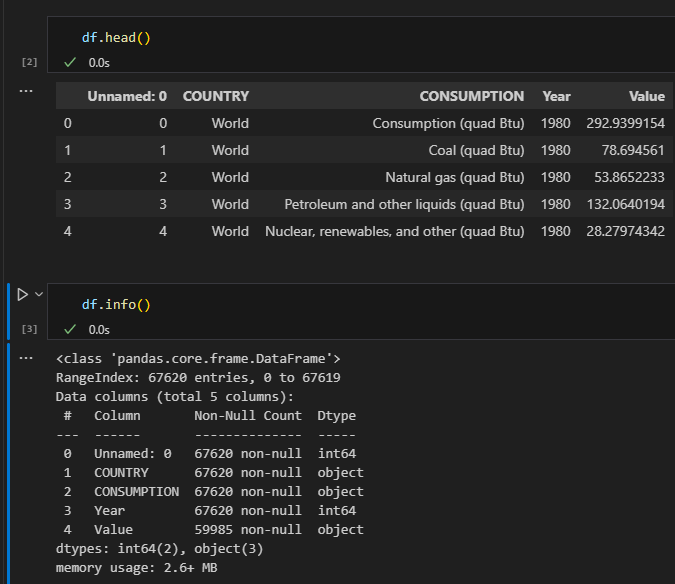 df.head()
[2]
0.0s
...
Unnamed: 0 COUNTRY CONSUMPTION Year Value
0 0 World Consumption (quad Btu) 1980 292.9399154
1 1 World Coal (quad Btu) 1980 78.694561
2 2 World Natural gas (quad Btu) 1980 53.8652233
3 3 World Petroleum and other liquids (quad Btu) 1980 132.0640194
4 4 World Nuclear, renewables, and other (quad Btu) 1980 28.27974342
df.info()
[3]
0.0s
...
<class 'pandas.core.frame.DataFrame'>
RangeIndex: 67620 entries, 0 to 67619
Data columns (total 5 columns):
# Column Non-Null Count Dtype
--- ------ -------------- -----
0 Unnamed: 0 67620 non-null int64
1 COUNTRY 67620 non-null object
2 CONSUMPTION 67620 non-null object
3 Year 67620 non-null int64
4 Value 59985 non-null object
dtypes: int64(2), object(3)
memory usage: 2.6+ MB